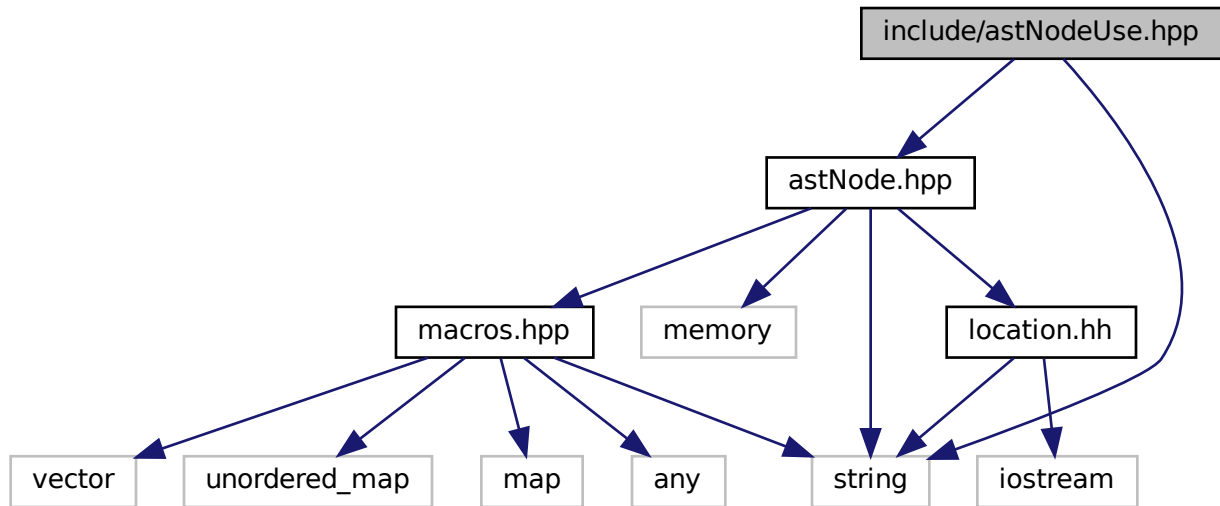 include/astNodeUse.hpp
astNode.hpp
macros.hpp
memory
location.hh
vector
unordered_map
map
any
string
iostream